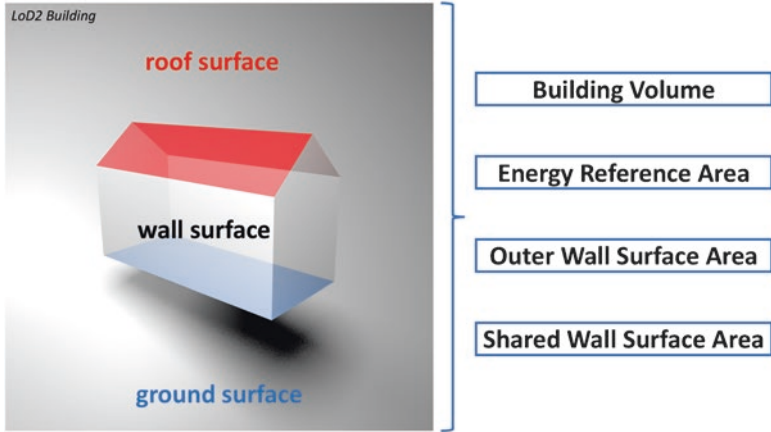 LoD2 Building
roof surface
wall surface
ground surface
Building Volume
Energy Reference Area
Outer Wall Surface Area
Shared Wall Surface Area